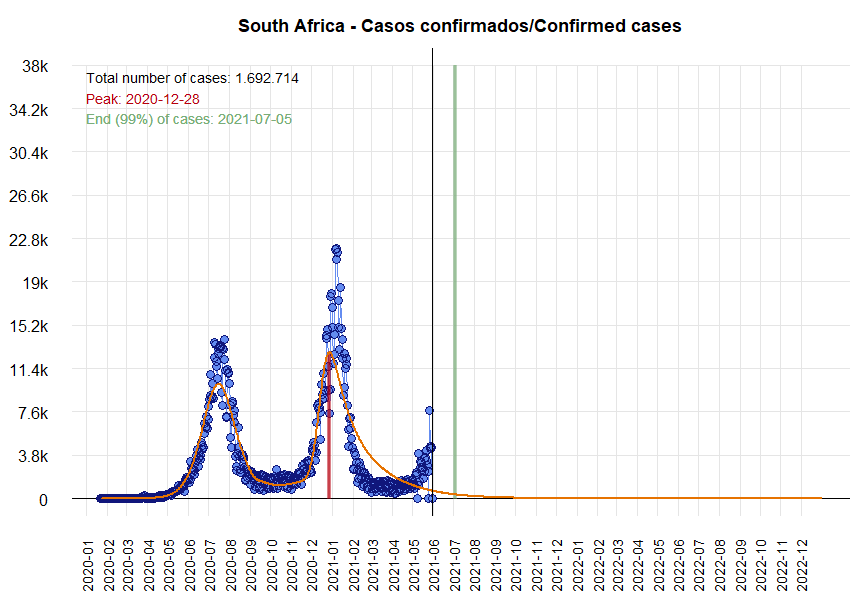 South Africa - Casos confirmados/Confirmed cases
Total number of cases: 1.692.714
Peak: 2020-12-28
End (99%) of cases: 2021-07-05
38k
34.2k
30.4k
26.6k
22.8k
19k
15.2k
11.4k
7.6k
3.8k
0
2020-01
2020-02
2020-03
2020-04
2020-05
2020-06
2020-07
2020-08
2020-09
2020-10
2020-11
2020-12
2021-01
2021-02
2021-03
2021-04
2021-05
2021-06
2021-07
2021-08
2021-09
2021-10
2021-11
2021-12
2022-01
2022-02
2022-03
2022-04
2022-05
2022-06
2022-07
2022-08
2022-09
2022-10
2022-11
2022-12